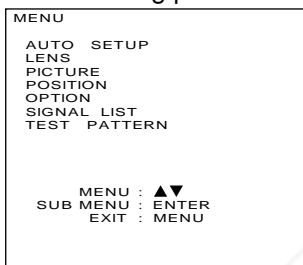 MENU
AUTO SETUP
LENS
PICTURE
POSITION
OPTION
SIGNAL LIST
TEST PATTERN
MENU : ▲▼
SUB MENU : ENTER
EXIT : MENU